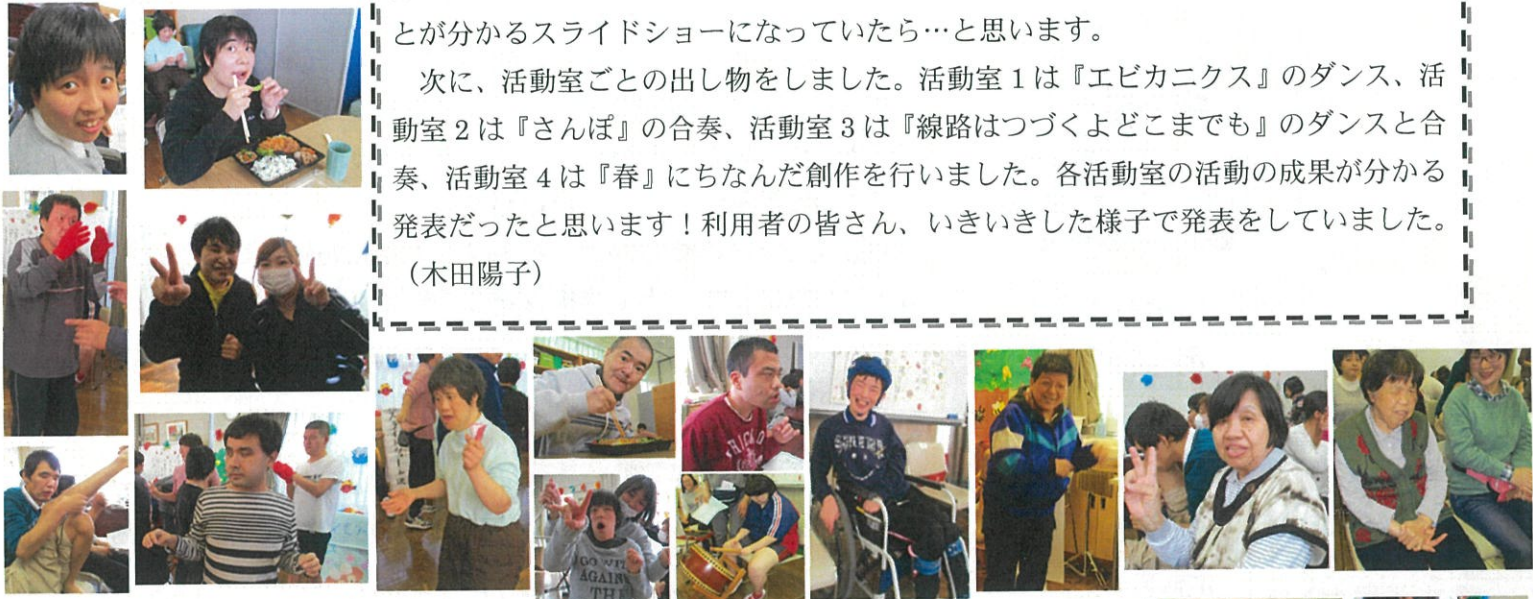 とが分かるスライドショーになっていたら…と思います。
　次に、活動室ごとの出し物をしました。活動室1は『エビカニクス』のダンス、活
動室2は『さんぽ』の合奏、活動室3は『線路はつづくよどこまでも』のダンスと合
奏、活動室4は『春』にちなんだ創作を行いました。各活動室の活動の成果が分かる
発表だったと思います！利用者の皆さん、いきいきした様子で発表をしていました。
（木田陽子）
GO WITH
AGAIN
THE